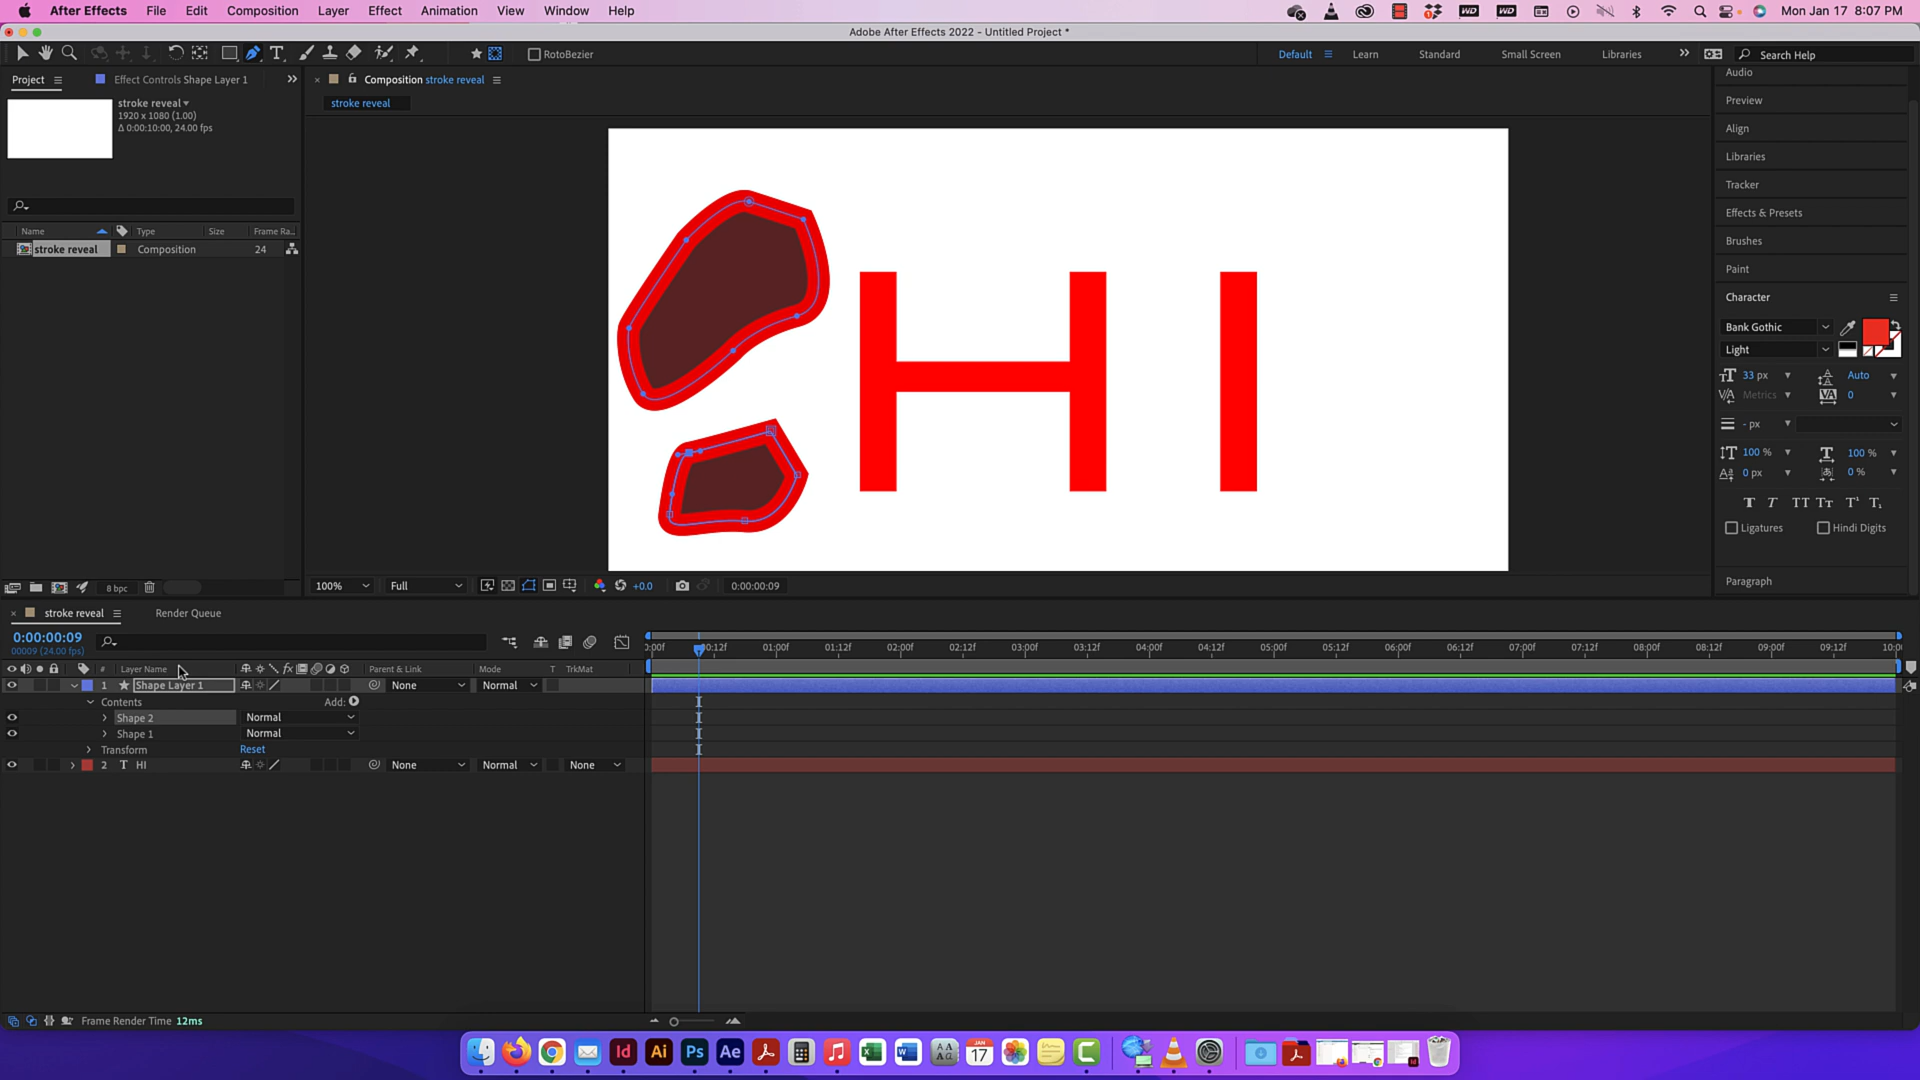 After Effects File Edit Composition Layer Effect Animation View Window Help Mon Jan 17 8:07 PM
Adobe After Effects 2022 - Untitled Project *
RotoBezier Default Learn Standard Small Screen Libraries Search Help
Project Effect Controls Shape Layer 1 Composition stroke reveal
stroke reveal
1920 x 1080 (1.00)
Δ 0:00:10:00, 24.00 fps
stroke reveal
Name Type Size Frame Ra...
stroke reveal Composition 24
HI
Audio
Preview
Align
Libraries
Tracker
Effects & Presets
Brushes
Paint
Character
Bank Gothic
Light
33 px Auto
Metrics 0
- px
100 % 100 %
0 px 0 %
Ligatures Hindi Digits
Paragraph
8 bpc 100% Full +0.0 0:00:00:09
stroke reveal Render Queue
0:00:00:09
00009 (24.00 fps)
:00f 00:12f 01:00f 01:12f 02:00f 02:12f 03:00f 03:12f 04:00f 04:12f 05:00f 05:12f 06:00f 06:12f 07:00f 07:12f 08:00f 08:12f 09:00f 09:12f 10:0
# Layer Name Parent & Link Mode T TrkMat
1 Shape Layer 1 None Normal
Contents Add:
Shape 2 Normal
Shape 1 Normal
Transform Reset
2 T HI None Normal None
Frame Render Time 12ms
Id Ai Ps Ae JAN 17